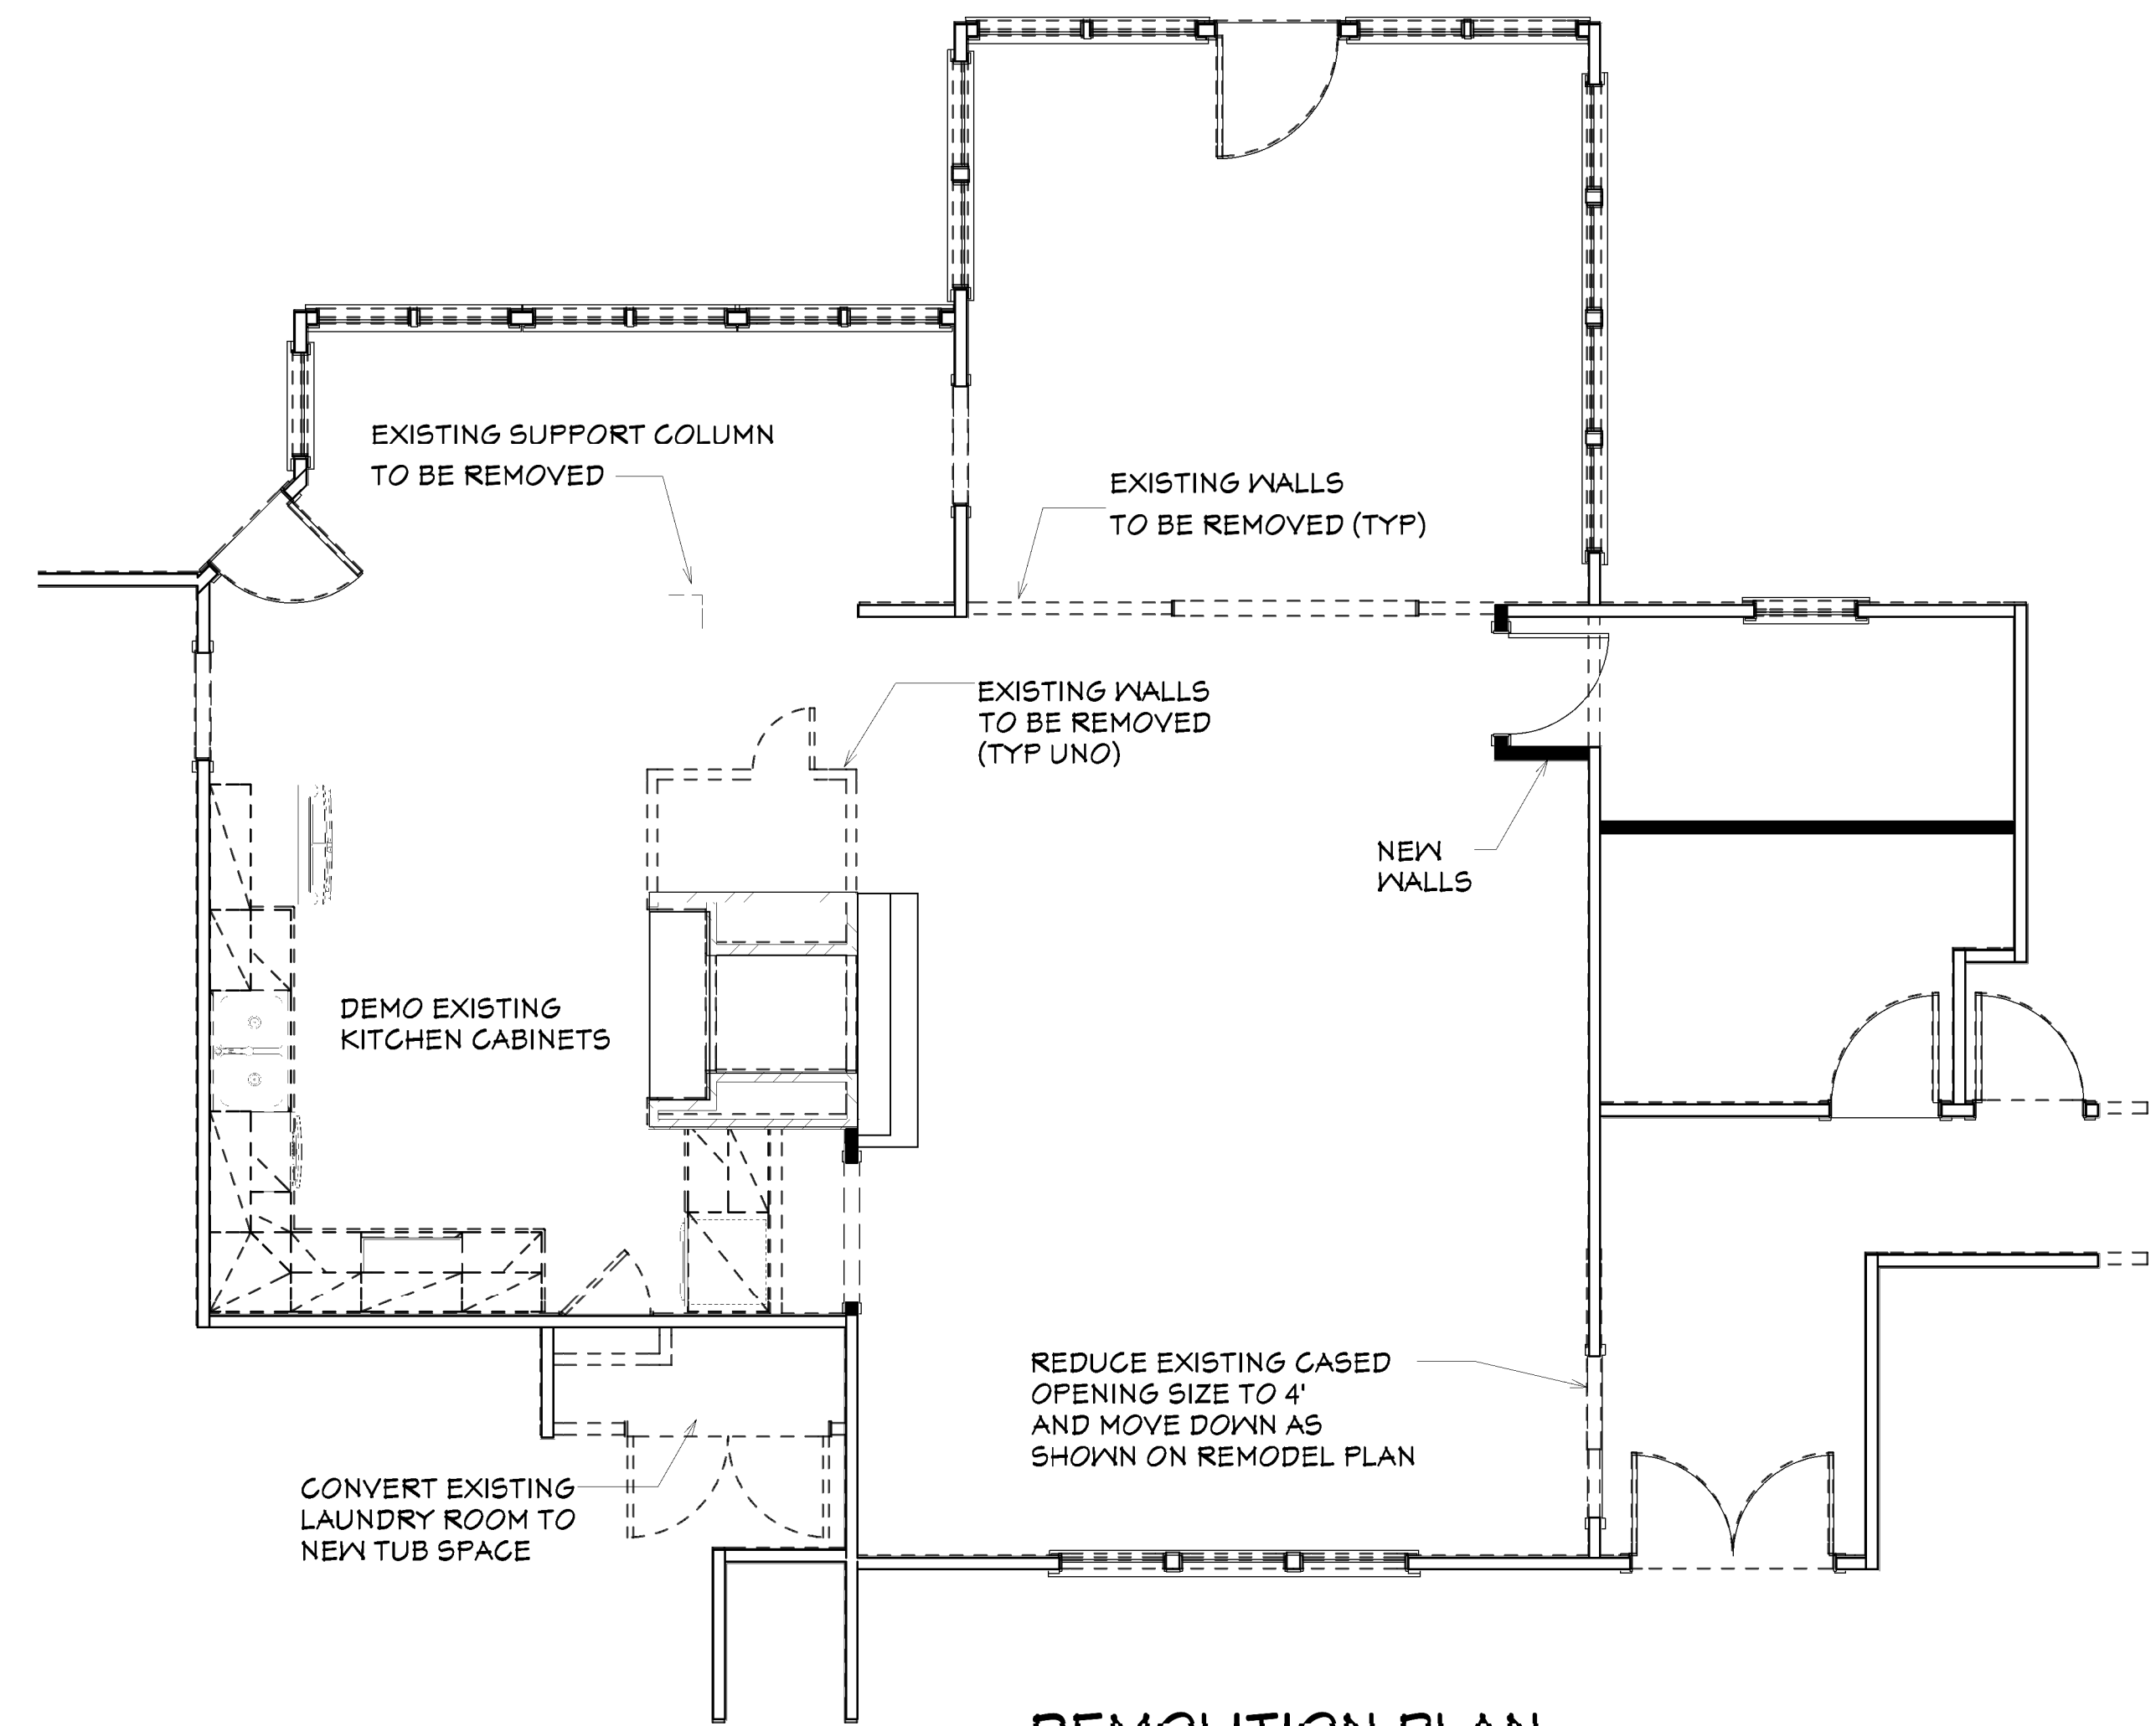 EXISTING SUPPORT COLUMN
TO BE REMOVED
EXISTING WALLS
TO BE REMOVED (TYP)
EXISTING WALLS
TO BE REMOVED
(TYP UNO)
NEW
WALLS
DEMO EXISTING
KITCHEN CABINETS
REDUCE EXISTING CASED
OPENING SIZE TO 4'
AND MOVE DOWN AS
SHOWN ON REMODEL PLAN
CONVERT EXISTING
LAUNDRY ROOM TO
NEW TUB SPACE
DEMOLITION PLAN